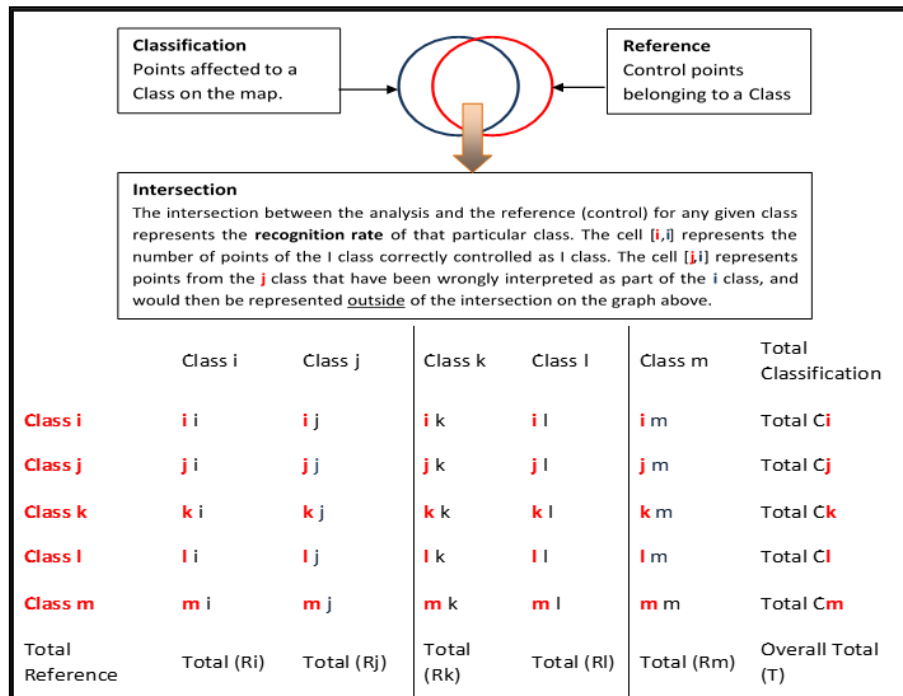 Classification
Points affected to a
Class on the map.
Reference
Control points
belonging to a Class
Intersection
The intersection between the analysis and the reference (control) for any given class
represents the recognition rate of that particular class. The cell [i,i] represents the
number of points of the I class correctly controlled as I class. The cell [j,i] represents
points from the j class that have been wrongly interpreted as part of the i class, and
would then be represented outside of the intersection on the graph above.
Class i Class j Class k Class l Class m Total
Classification
Class i i i i j i k i l i m Total Ci
Class j j i j j j k j l j m Total Cj
Class k k i k j k k k l k m Total Ck
Class l l i l j l k l l l m Total Cl
Class m m i m j m k m l m m Total Cm
Total
Reference Total (Ri) Total (Rj) Total
(Rk) Total (Rl) Total (Rm) Overall Total
(T)